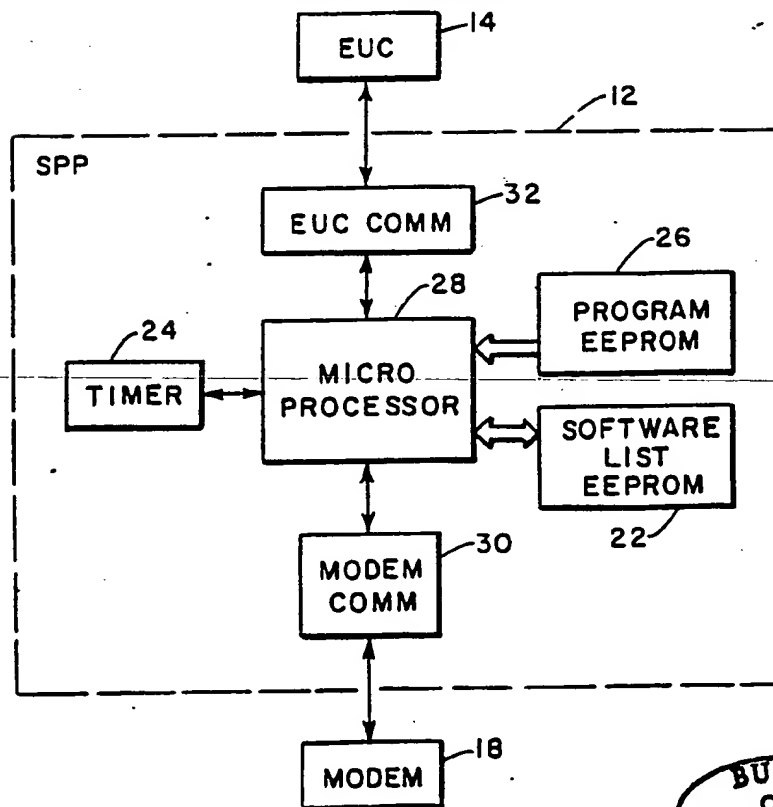 EUC
14
12
SPP
EUC COMM
32
26
PROGRAM
EEPROM
28
24
TIMER
MICRO
PROCESSOR
SOFTWARE
LIST
EEPROM
22
30
MODEM
COMM
MODEM
18
BU